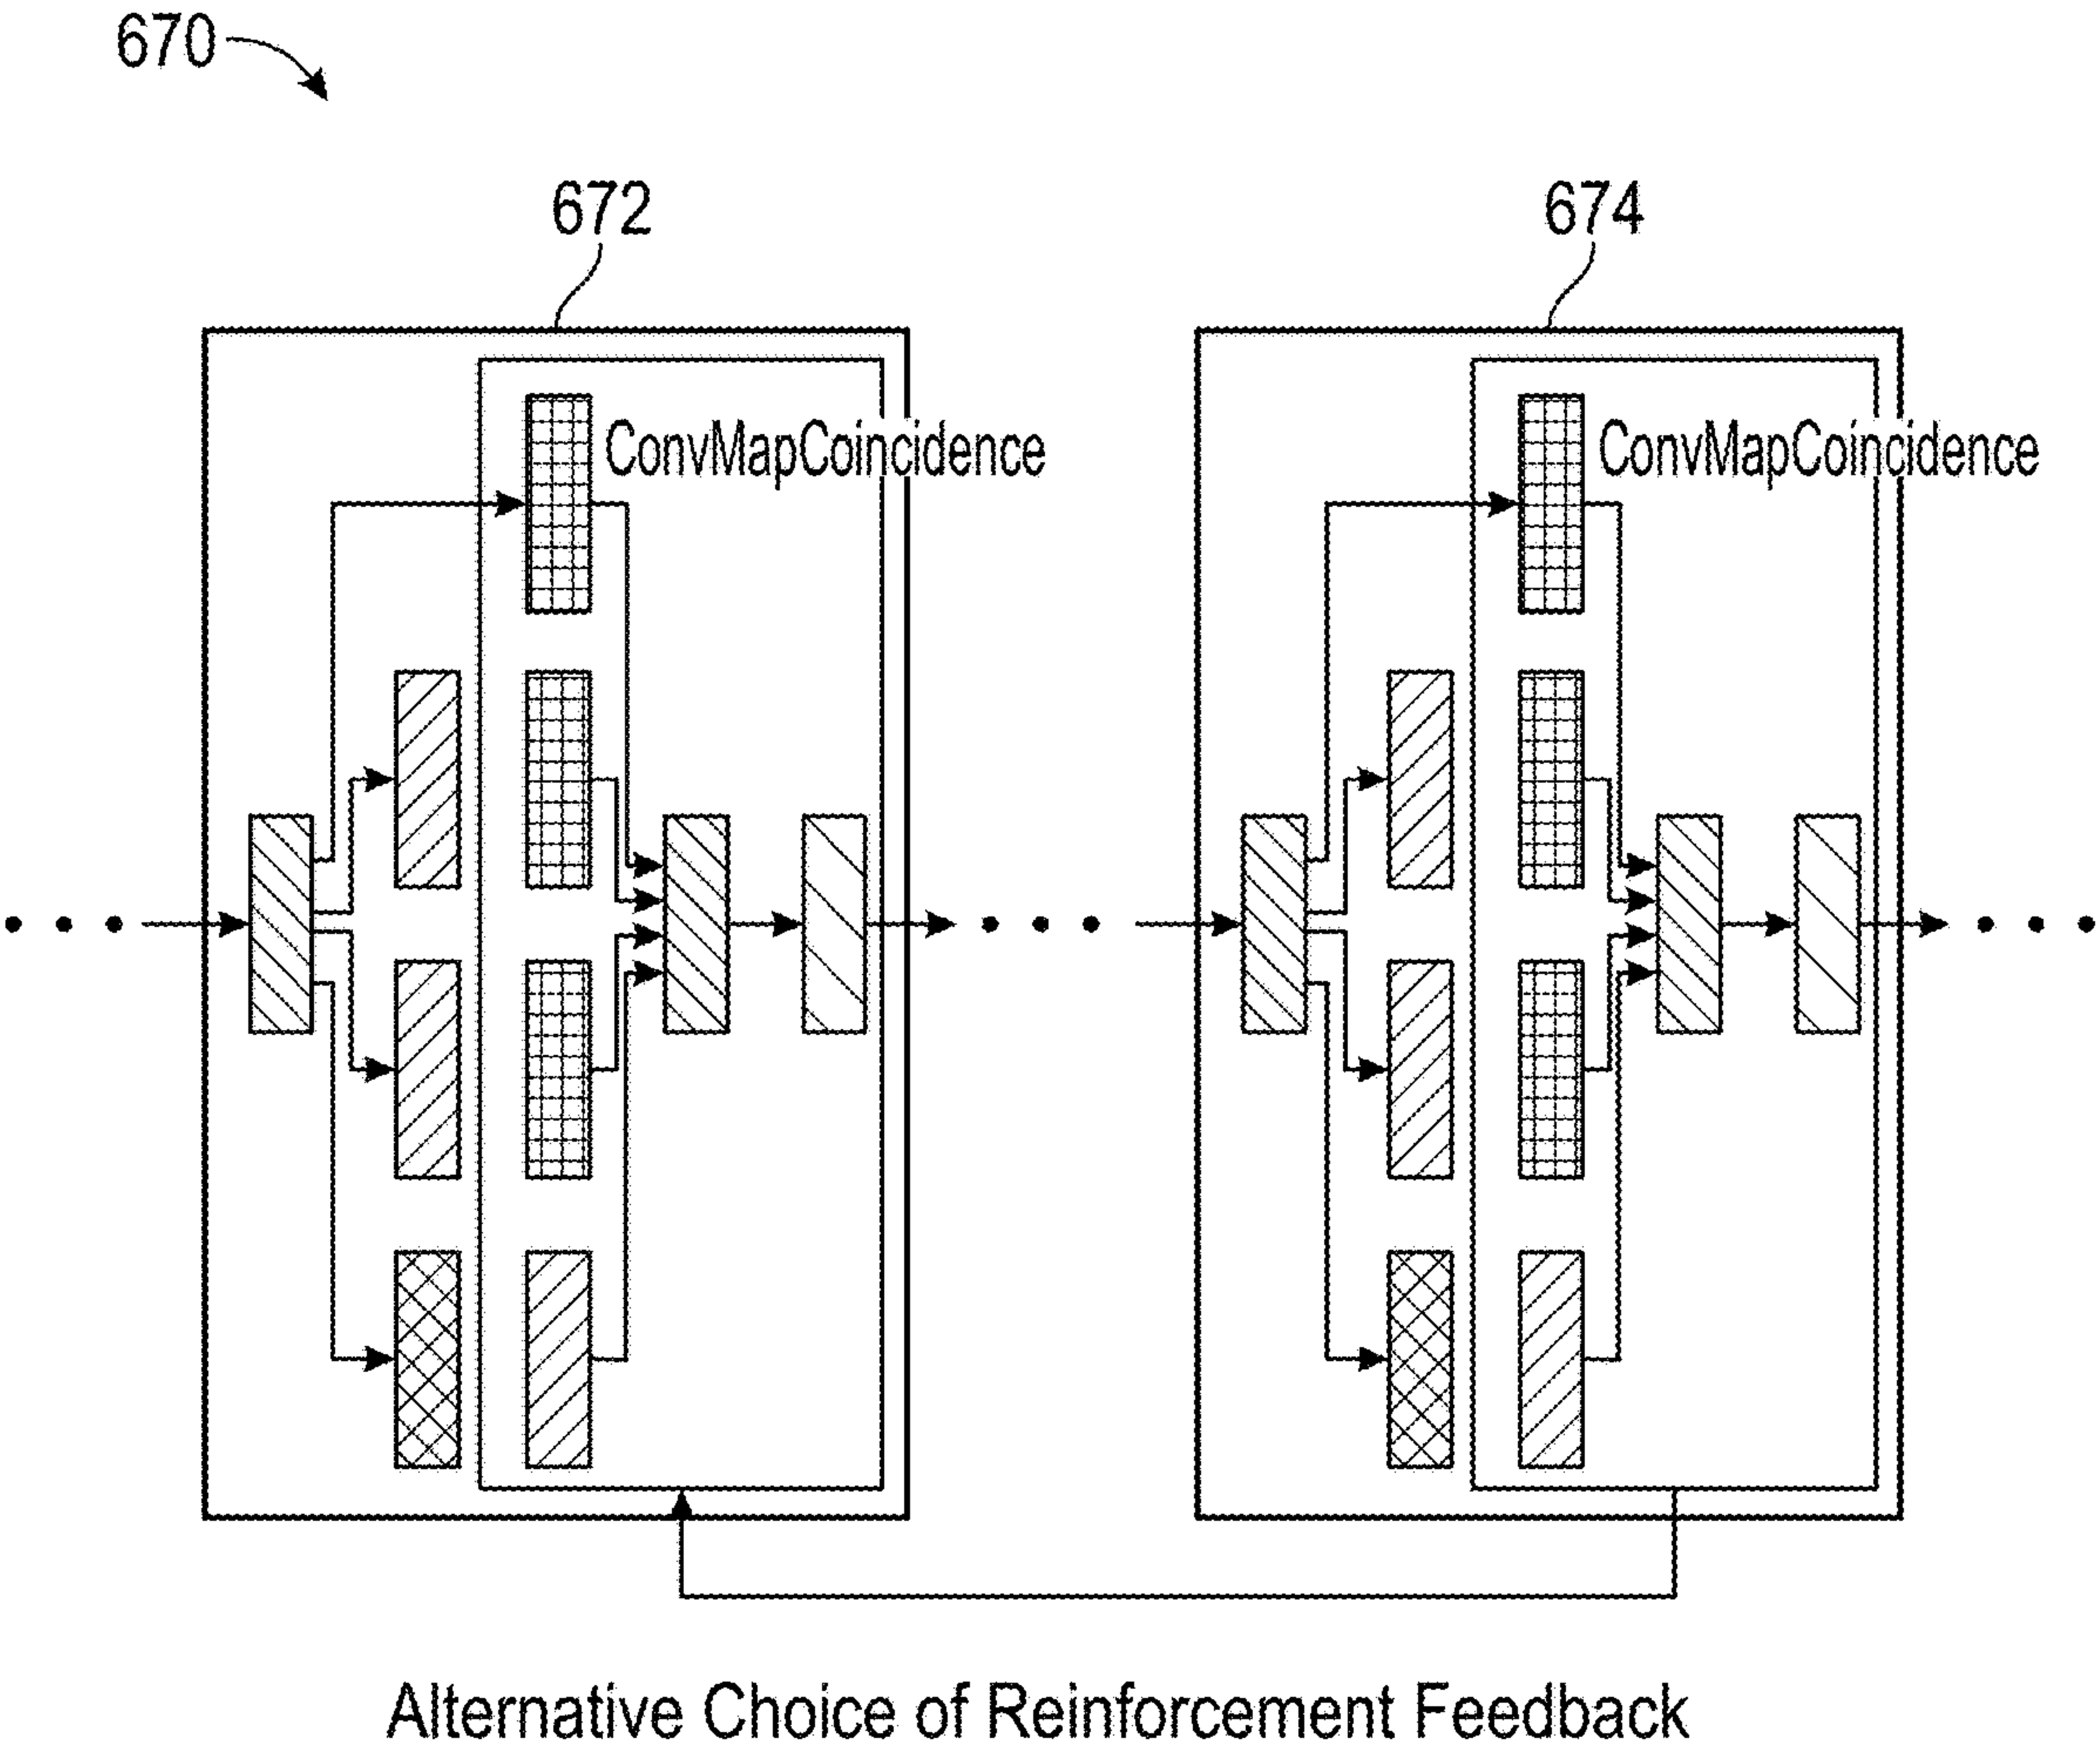 670
672
674
ConvMapCoincidence
ConvMapCoincidence
Alternative Choice of Reinforcement Feedback